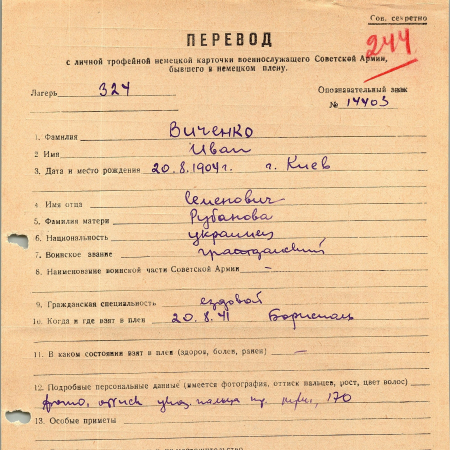 Сов. секретно
ПЕРЕВОД
244
с личной трофейной немецкой карточки военнослужащего Советской Армии,
бывшего в немецком плену.
Лагерь 324 Опознавательный знак
№ 14403
1. Фамилия Виченко
2 Имя Иван
3. Дата и место рождения 20.8.1904г. г. Киев
4. Имя отца Семенович
5. Фамилия матери Рубанова
6. Национальность украинец
7. Воинское звание гражданский
8. Наименование воинской части Советской Армии —
9. Гражданская специальность ездовой
10. Когда и где взят в плен 20.8.41 Борисполь
11. В каком состоянии взят в плен (здоров, болен, ранен) —
12. Подробные персональные данные (имеется фотография, оттиск пальцев, рост, цвет волос)
фото, оттиск указ. пальца пр. руки, 170
13. Особые приметы